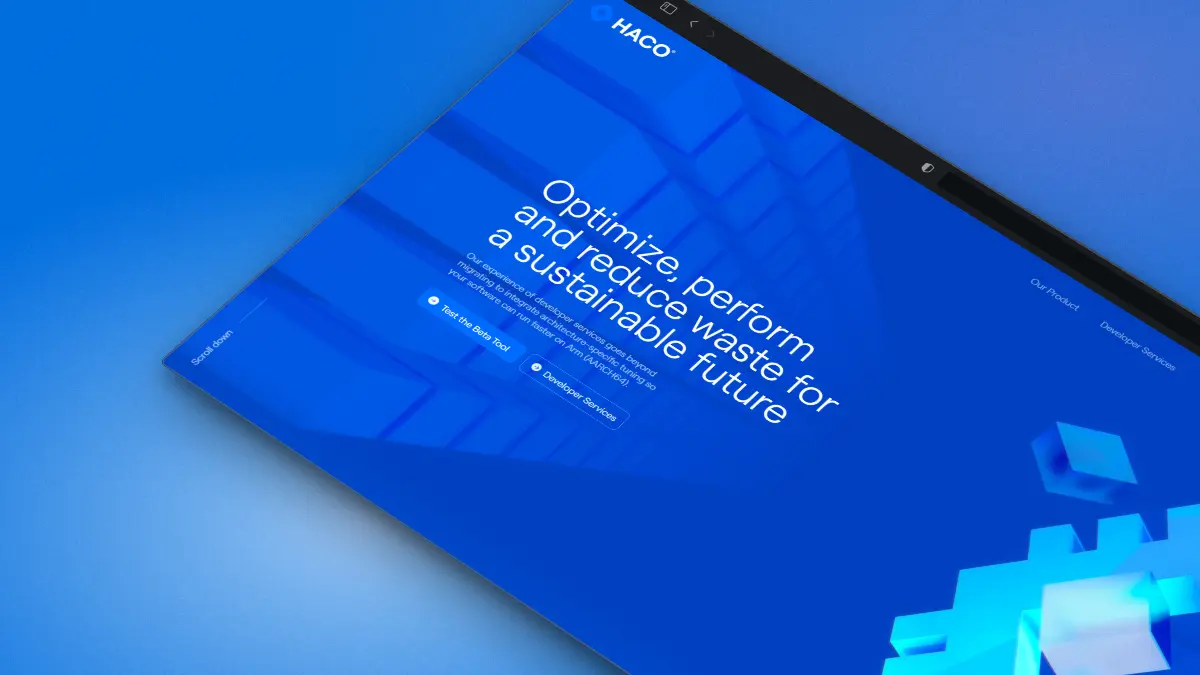 HACO
Our Product
Developer Services
Optimize, perform
and reduce waste for
a sustainable future
Our experience of developer services goes beyond
migrating to integrate architecture-specific tuning so
your software can run faster on Arm (AARCH64).
Test the Beta Tool
Developer Services
Scroll down